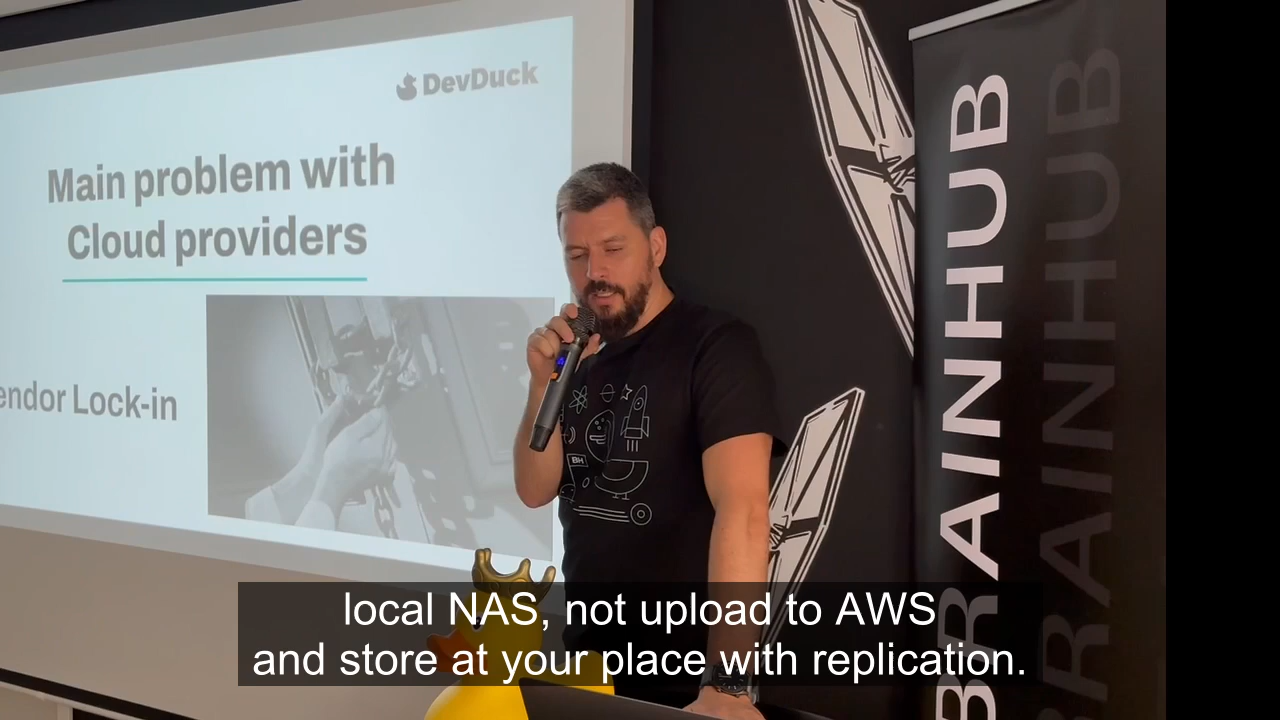 DevDuck
Main problem with
Cloud providers
endor Lock-in
BH
BRAINHUB
BRAINHUB
local NAS, not upload to AWS
and store at your place with replication.